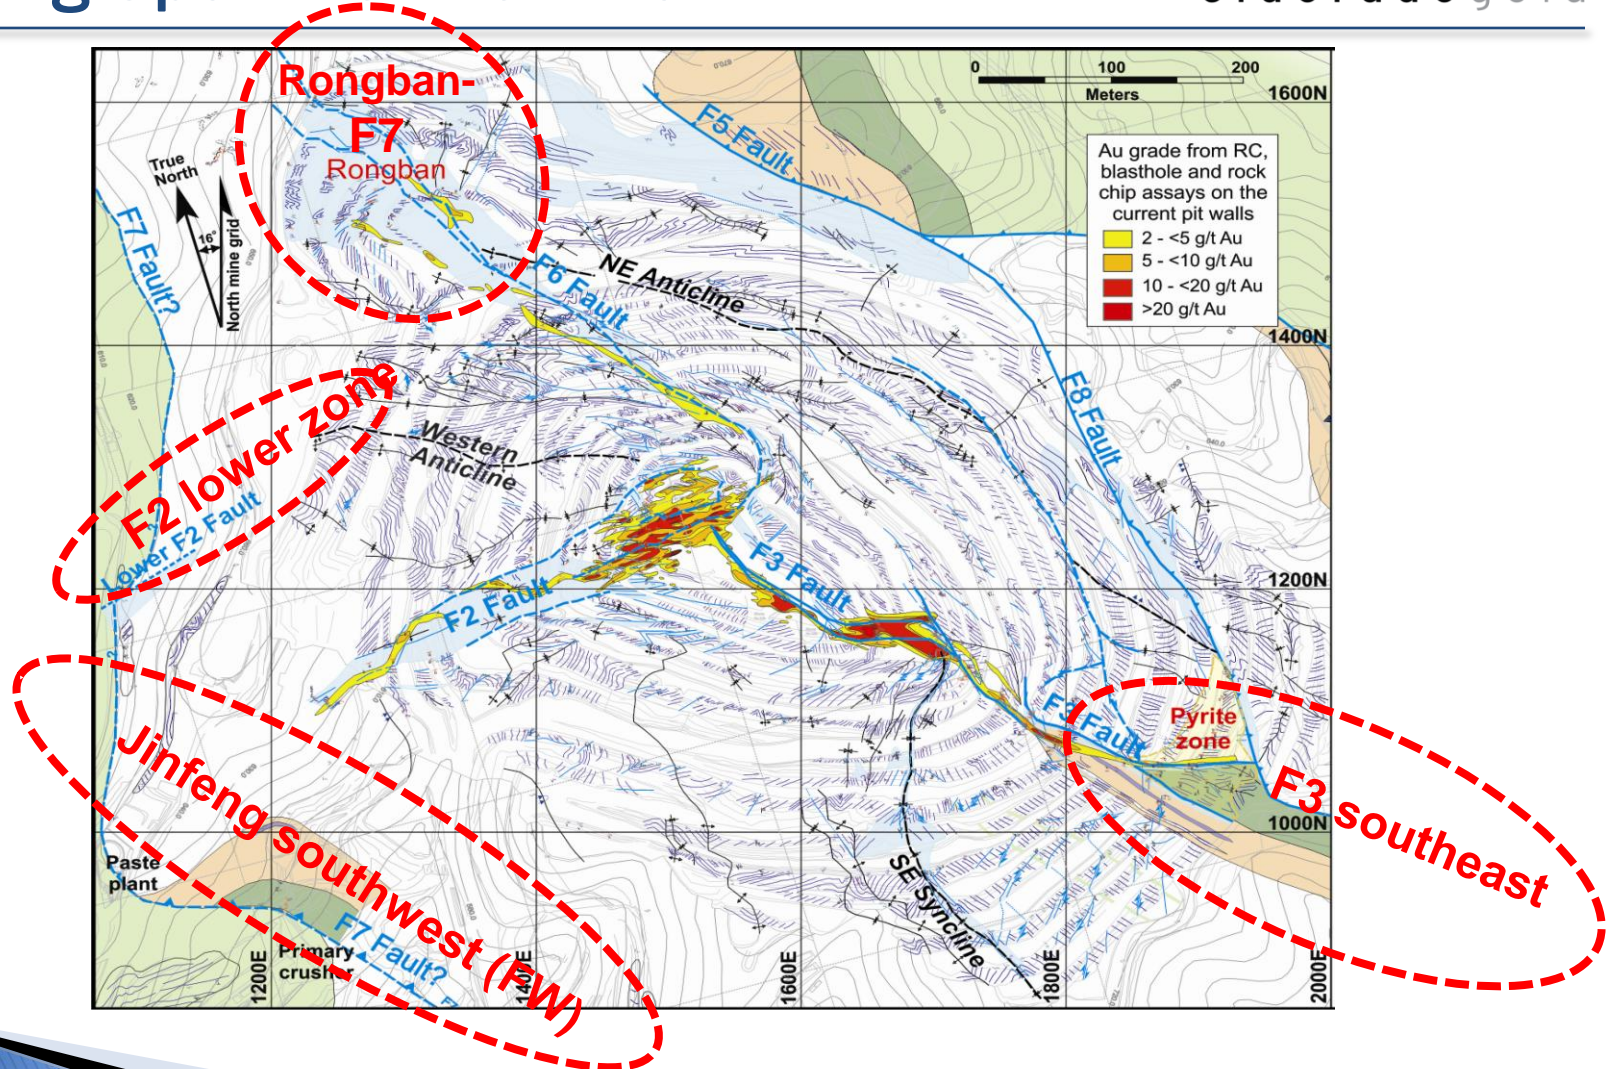 Rongban-
F7
Rongban
0 100 200
Meters
1600N
Au grade from RC,
blasthole and rock
chip assays on the
current pit walls
2 - <5 g/t Au
5 - <10 g/t Au
10 - <20 g/t Au
>20 g/t Au
True
North
16°
North mine grid
F5 Fault
F7 Fault?
F6 Fault
NE Anticline
1400N
F8 Fault
F2 lower zone
Western
Anticline
Lower F2 Fault
F3 Fault
1200N
F2 Fault
F3 Fault
Pyrite
zone
F3 southeast
1000N
Jinfeng southwest (FW)
Paste
plant
SE Syncline
F7 Fault?
Primary
crusher
1200E
1400E
1600E
1800E
2000E